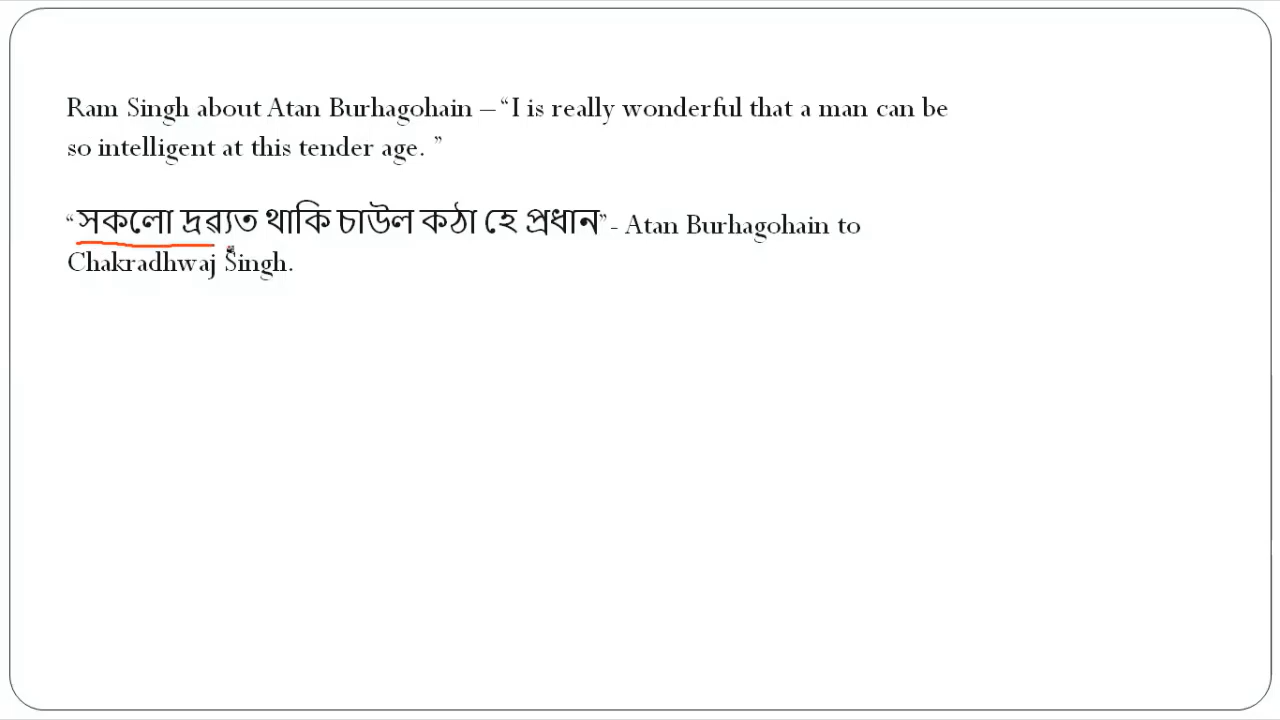 Ram Singh about Atan Burhagohain – “I is really wonderful that a man can be
so intelligent at this tender age. ”
“সকলো দ্ৰৱ্যত থাকি চাউল কঠা হে প্ৰধান”- Atan Burhagohain to
Chakradhwaj Singh.